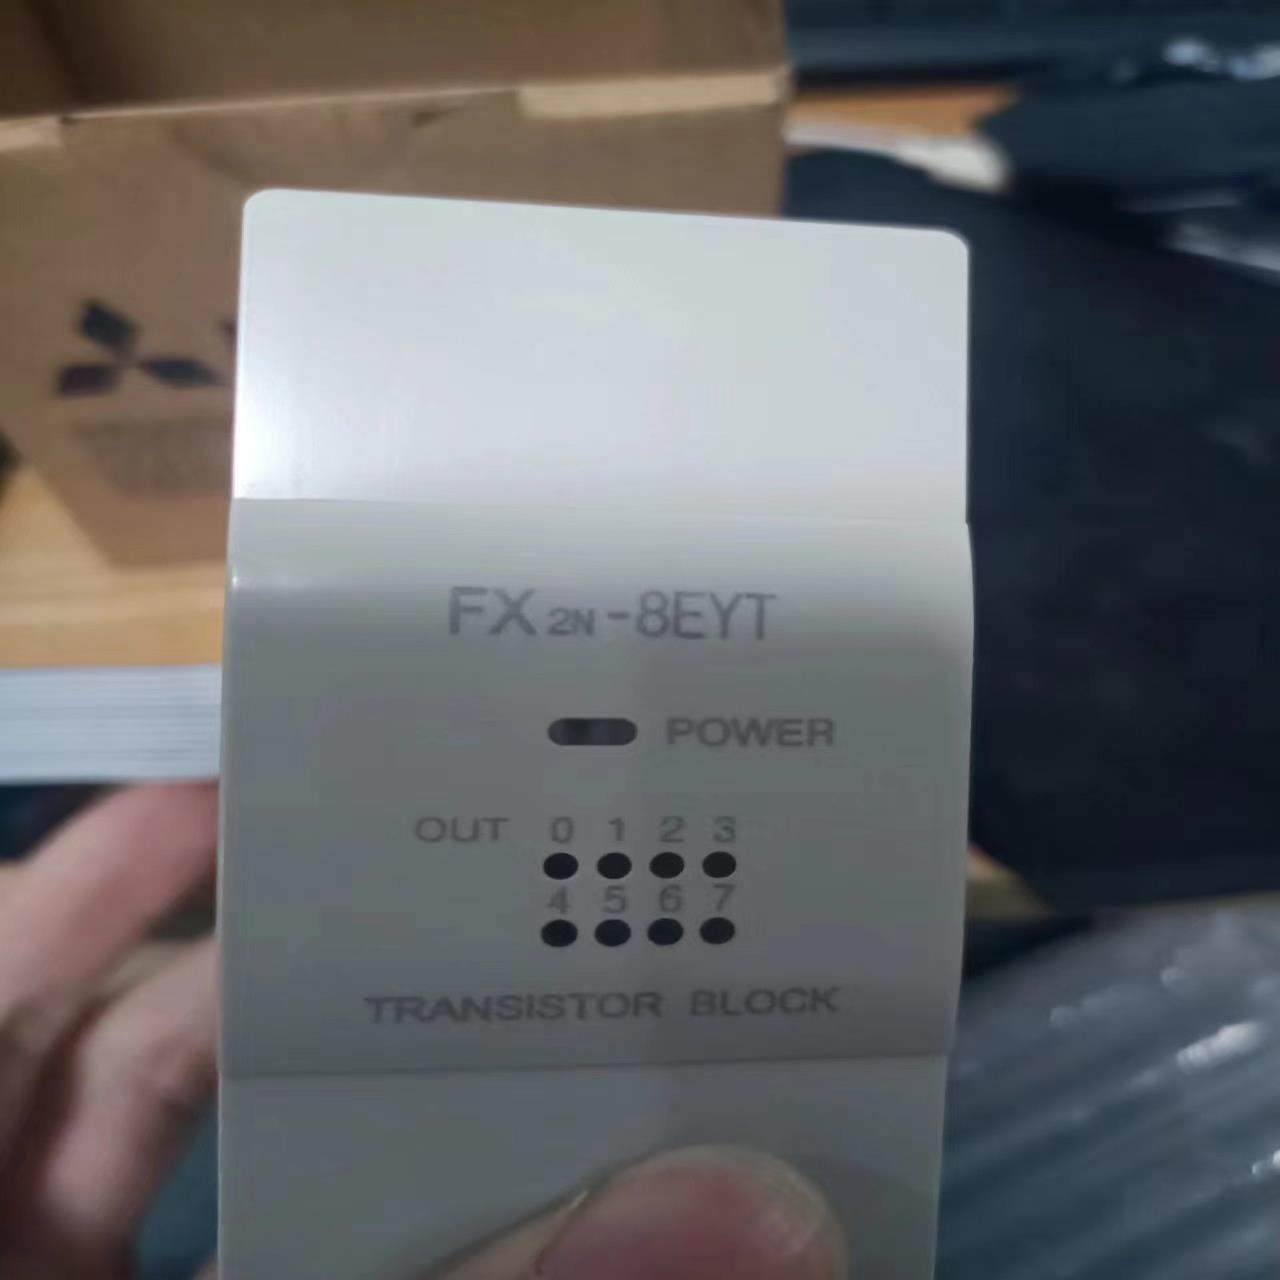 FX2N-8EYT
POWER
OUT 0 1 2 3
4 5 6 7
TRANSISTOR BLOCK